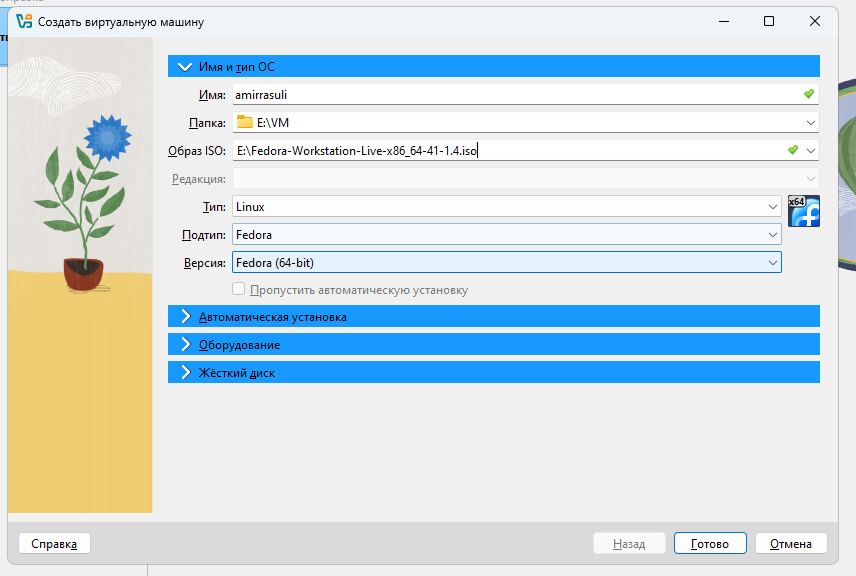 Создать виртуальную машину
Имя и тип ОС
Имя: amirrasuli
Папка: E:\VM
Образ ISO: E:\Fedora-Workstation-Live-x86_64-41-1.4.iso
Редакция:
Тип: Linux
x64
Подтип: Fedora
Версия: Fedora (64-bit)
Пропустить автоматическую установку
Автоматическая установка
Оборудование
Жёсткий диск
Справка Назад Готово Отмена